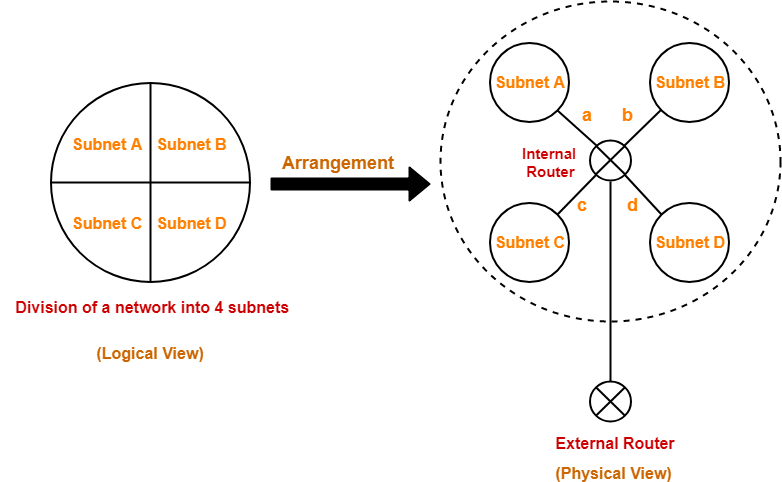 Subnet A
Subnet B
Subnet C
Subnet D
Division of a network into 4 subnets
(Logical View)
Arrangement
Subnet A
Subnet B
a
b
Internal
Router
c
d
Subnet C
Subnet D
External Router
(Physical View)